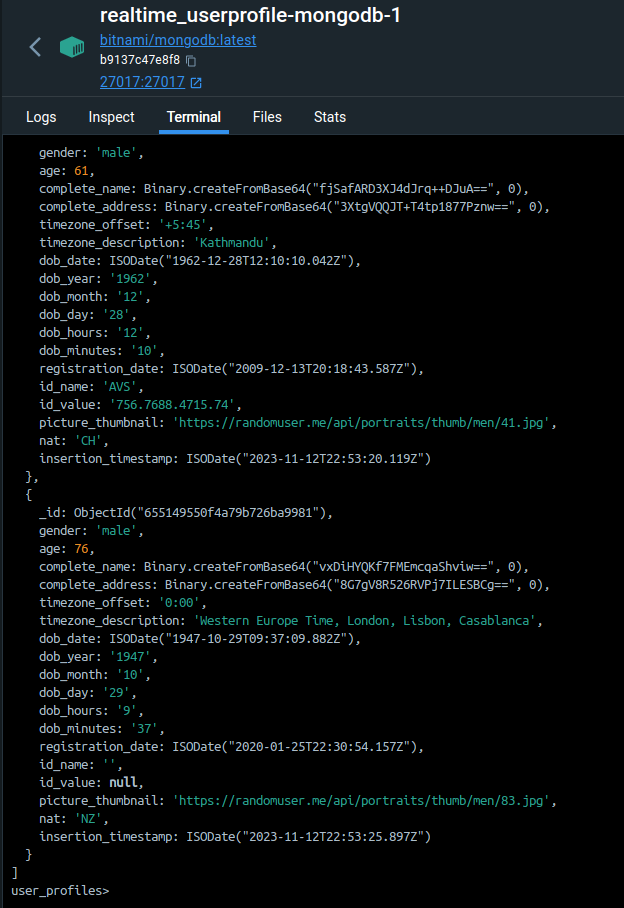 realtime_userprofile-mongodb-1
bitnami/mongodb:latest
b9137c47e8f8
27017:27017
Logs Inspect Terminal Files Stats
gender: 'male',
age: 61,
complete_name: Binary.createFromBase64("fjSafARD3XJ4dJrq++DJuA==", 0),
complete_address: Binary.createFromBase64("3XtgVQQJT+T4tp1877Pznw==", 0),
timezone_offset: '+5:45',
timezone_description: 'Kathmandu',
dob_date: ISODate("1962-12-28T12:10:10.042Z"),
dob_year: '1962',
dob_month: '12',
dob_day: '28',
dob_hours: '12',
dob_minutes: '10',
registration_date: ISODate("2009-12-13T20:18:43.587Z"),
id_name: 'AVS',
id_value: '756.7688.4715.74',
picture_thumbnail: 'https://randomuser.me/api/portraits/thumb/men/41.jpg',
nat: 'CH',
insertion_timestamp: ISODate("2023-11-12T22:53:20.119Z")
},
{
_id: ObjectId("655149550f4a79b726ba9981"),
gender: 'male',
age: 76,
complete_name: Binary.createFromBase64("vxDiHYQKf7FMEmcqaShviw==", 0),
complete_address: Binary.createFromBase64("8G7gV8R526RVPj7ILESBCg==", 0),
timezone_offset: '0:00',
timezone_description: 'Western Europe Time, London, Lisbon, Casablanca',
dob_date: ISODate("1947-10-29T09:37:09.882Z"),
dob_year: '1947',
dob_month: '10',
dob_day: '29',
dob_hours: '9',
dob_minutes: '37',
registration_date: ISODate("2020-01-25T22:30:54.157Z"),
id_name: '',
id_value: null,
picture_thumbnail: 'https://randomuser.me/api/portraits/thumb/men/83.jpg',
nat: 'NZ',
insertion_timestamp: ISODate("2023-11-12T22:53:25.897Z")
}
]
user_profiles>